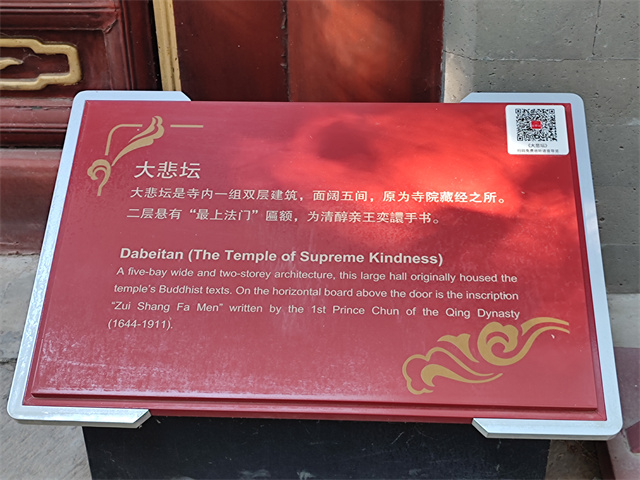 大悲坛
大悲坛是寺内一组双层建筑，面阔五间，原为寺院藏经之所。
二层悬有“最上法门”匾额，为清醇亲王奕譞手书。
Dabeitan (The Temple of Supreme Kindness)
A five-bay wide and two-storey architecture, this large hall originally housed the
temple's Buddhist texts. On the horizontal board above the door is the inscription
"Zui Shang Fa Men" written by the 1st Prince Chun of the Qing Dynasty
(1644-1911).
《大悲坛》